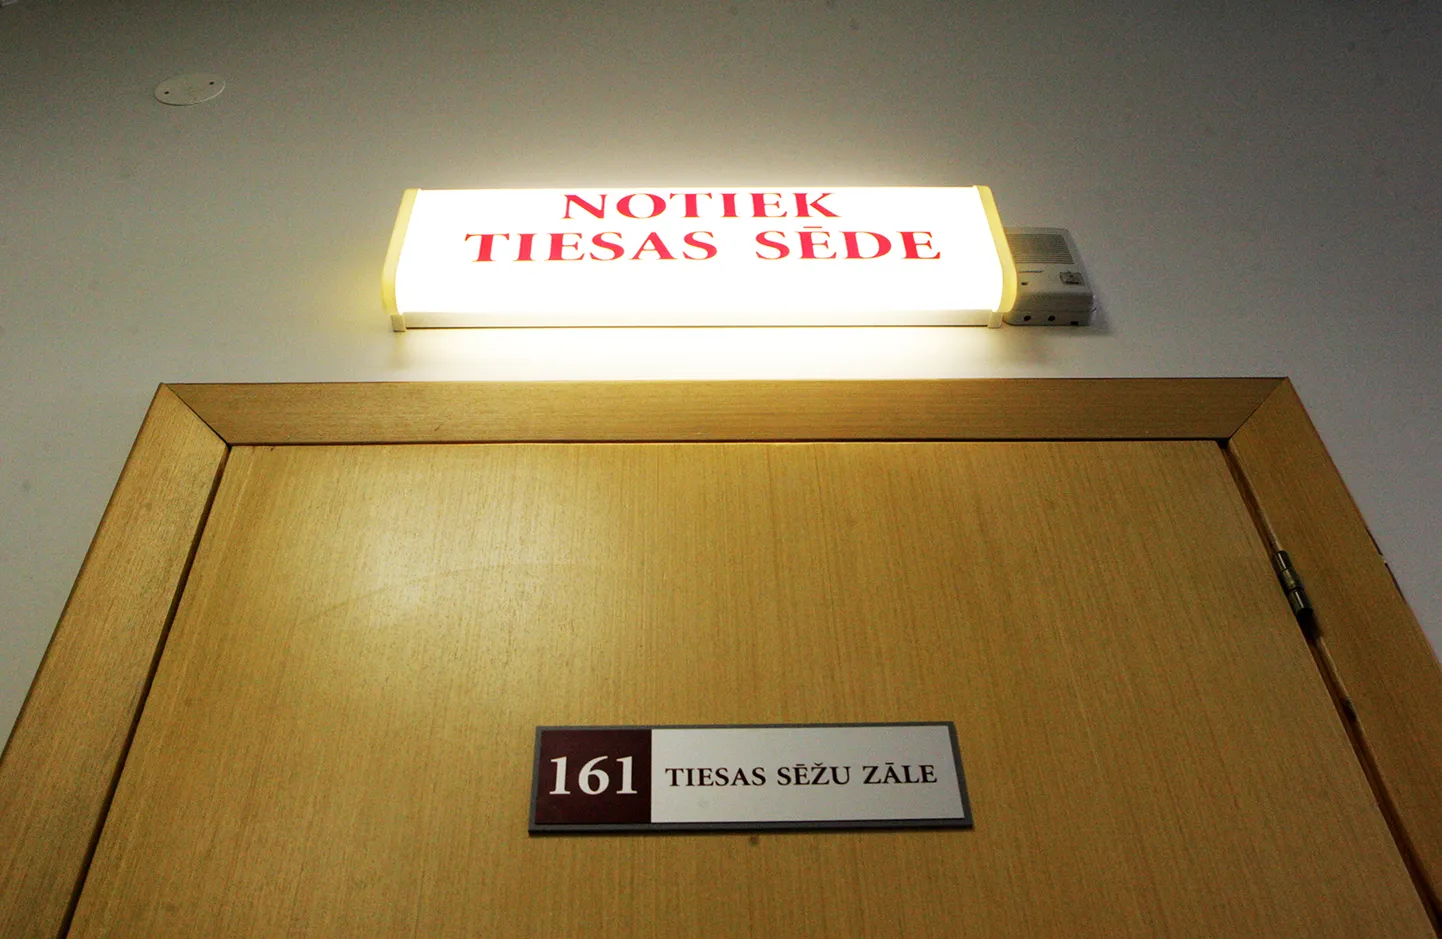 NOTIEK
TIESAS SĒDE
161 TIESAS SĒŽU ZĀLE